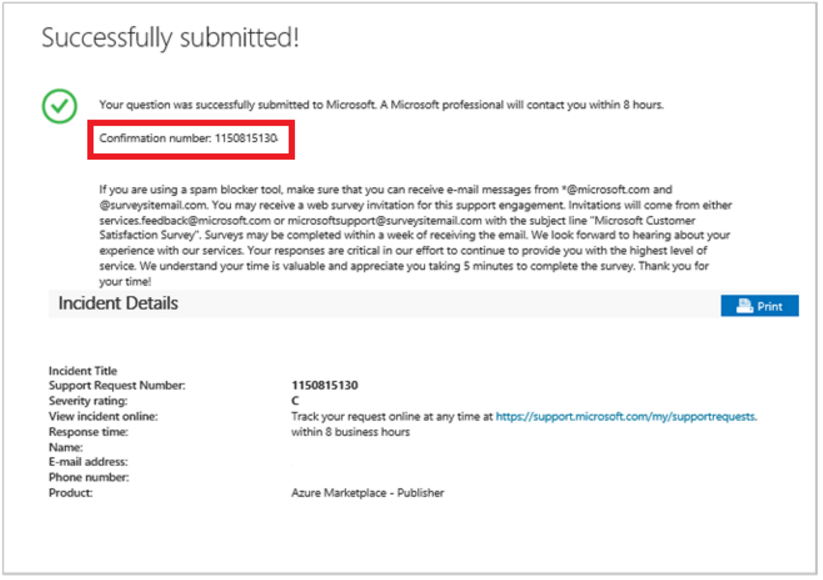 Successfully submitted!
Your question was successfully submitted to Microsoft. A Microsoft professional will contact you within 8 hours.
Confirmation number: 1150815130
If you are using a spam blocker tool, make sure that you can receive e-mail messages from *@microsoft.com and
@surveysitemail.com. You may receive a web survey invitation for this support engagement. Invitations will come from either
services.feedback@microsoft.com or microsoftsupport@surveysitemail.com with the subject line "Microsoft Customer
Satisfaction Survey". Surveys may be completed within a week of receiving the email. We look forward to hearing about your
experience with our services. Your responses are critical in our effort to continue to provide you with the highest level of
service. We understand your time is valuable and appreciate you taking 5 minutes to complete the survey. Thank you for
your time!
Incident Details
Print
Incident Title
Support Request Number: 1150815130
Severity rating: C
View incident online: Track your request online at any time at https://support.microsoft.com/my/supportrequests.
Response time: within 8 business hours
Name:
E-mail address:
Phone number:
Product: Azure Marketplace - Publisher